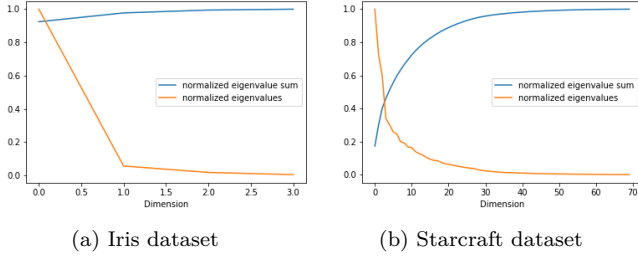 1.0
0.8
0.6
0.4
0.2
0.0
normalized eigenvalue sum
normalized eigenvalues
0.0 0.5 1.0 1.5 2.0 2.5 3.0
Dimension
(a) Iris dataset
1.0
0.8
0.6
0.4
0.2
0.0
normalized eigenvalue sum
normalized eigenvalues
0 10 20 30 40 50 60 70
Dimension
(b) Starcraft dataset